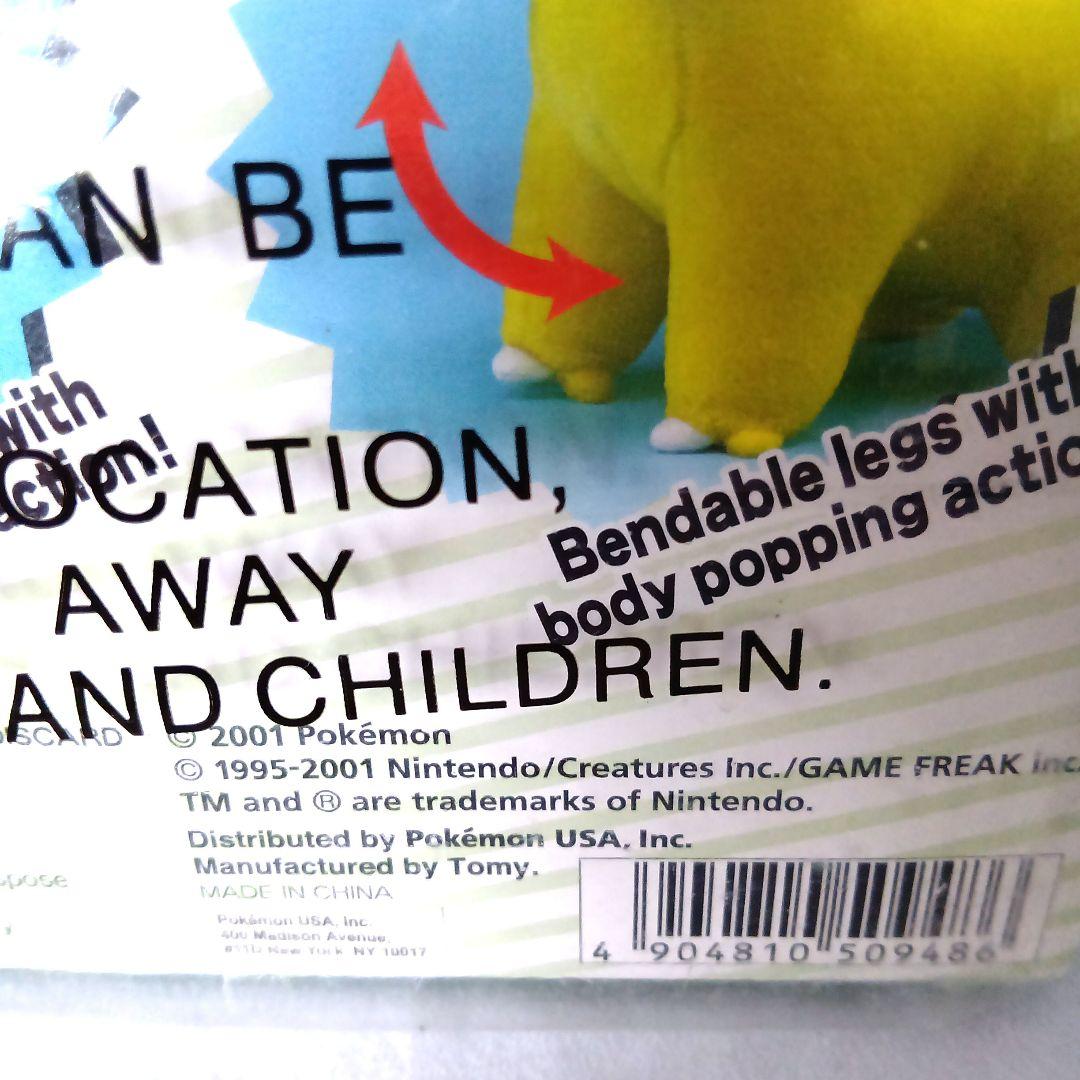 AN BE
with
action!
OCATION,
Bendable legs with
body popping actio
AWAY
AND CHILDREN.
DISCARD
© 2001 Pokémon
© 1995-2001 Nintendo/Creatures Inc./GAME FREAK inc.
TM and ® are trademarks of Nintendo.
Distributed by Pokémon USA, Inc.
Manufactured by Tomy.
MADE IN CHINA
Pokémon USA, Inc.
400 Madison Avenue,
New York NY 10017
4 904810 509486